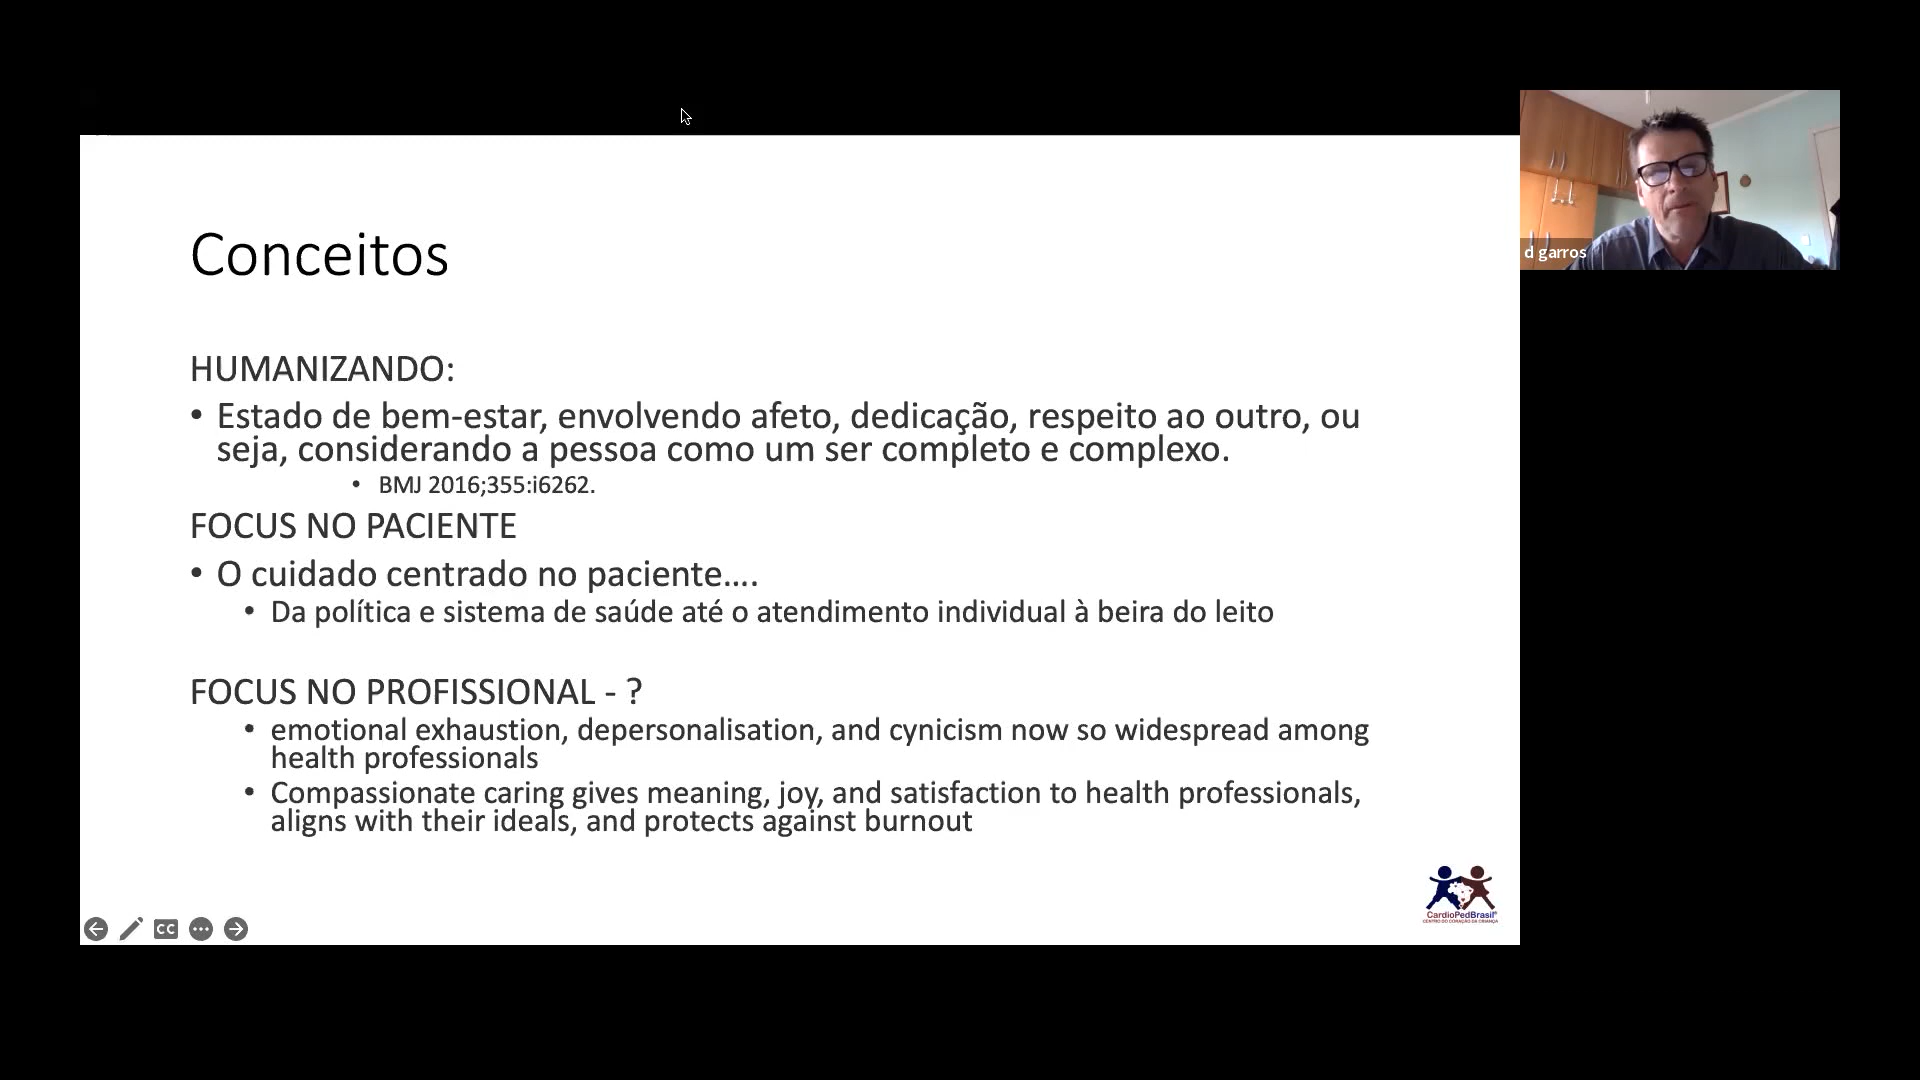 d garros
Conceitos
HUMANIZANDO:
• Estado de bem-estar, envolvendo afeto, dedicação, respeito ao outro, ou
seja, considerando a pessoa como um ser completo e complexo.
• BMJ 2016;355:i6262.
FOCUS NO PACIENTE
• O cuidado centrado no paciente....
• Da política e sistema de saúde até o atendimento individual à beira do leito
FOCUS NO PROFISSIONAL - ?
• emotional exhaustion, depersonalisation, and cynicism now so widespread among
health professionals
• Compassionate caring gives meaning, joy, and satisfaction to health professionals,
aligns with their ideals, and protects against burnout
CardioPedBrasil®
CENTRO DO CORAÇÃO DA CRIANÇA
CC